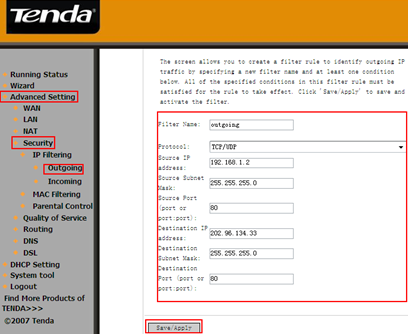 Tenda
Running Status
Wizard
Advanced Setting
WAN
LAN
NAT
Security
IP Filtering
Outgoing
Incoming
MAC Filtering
Parental Control
Quality of Service
Routing
DNS
DSL
DHCP Setting
System tool
Logout
Find More Products of
TENDA>>>
©2007 Tenda
The screen allows you to create a filter rule to identify outgoing IP
traffic by specifying a new filter name and at least one condition
below. All of the specified conditions in this filter rule must be
satisfied for the rule to take effect. Click 'Save/Apply' to save and
activate the filter.
Filter Name: outgoing
Protocol: TCP/UDP
Source IP
address: 192.168.1.2
Source Subnet
Mask: 255.255.255.0
Source Port
(port or
port:port): 80
Destination IP
address: 202.96.134.33
Destination
Subnet Mask: 255.255.255.0
Destination
Port (port or
port:port): 80
Save/Apply